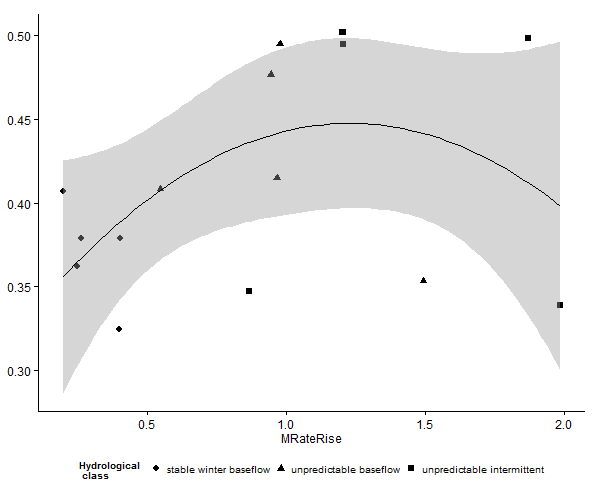 0.50
0.45
0.40
0.35
0.30
0.5 1.0 1.5 2.0
MRateRise
Hydrological
class
stable winter baseflow unpredictable baseflow unpredictable intermittent